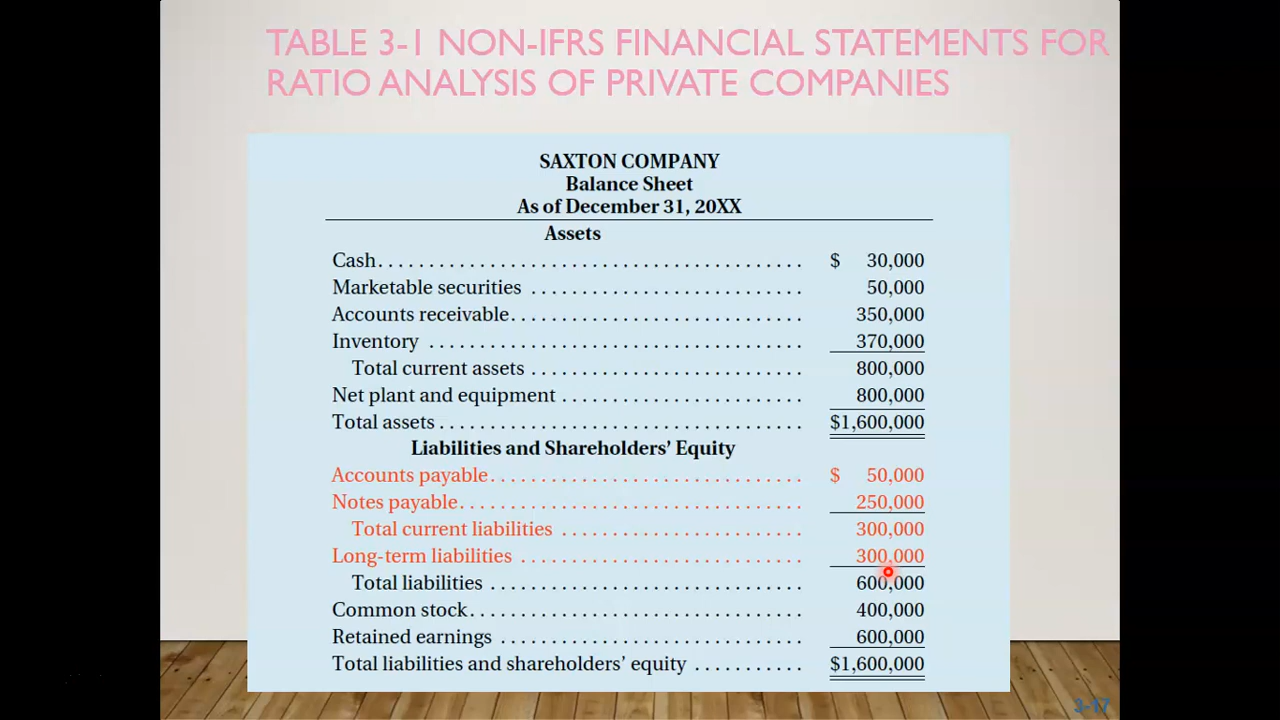 TABLE 3-1 NON-IFRS FINANCIAL STATEMENTS FOR
RATIO ANALYSIS OF PRIVATE COMPANIES
SAXTON COMPANY
Balance Sheet
As of December 31, 20XX
Assets
Cash........................................ $ 30,000
Marketable securities ........................... 50,000
Accounts receivable............................. 350,000
Inventory ...................................... 370,000
Total current assets ........................... 800,000
Net plant and equipment ........................ 800,000
Total assets.................................... $1,600,000
Liabilities and Shareholders’ Equity
Accounts payable................................ $ 50,000
Notes payable................................... 250,000
Total current liabilities ...................... 300,000
Long-term liabilities .......................... 300,000
Total liabilities .............................. 600,000
Common stock.................................... 400,000
Retained earnings .............................. 600,000
Total liabilities and shareholders’ equity .......... $1,600,000
3-17